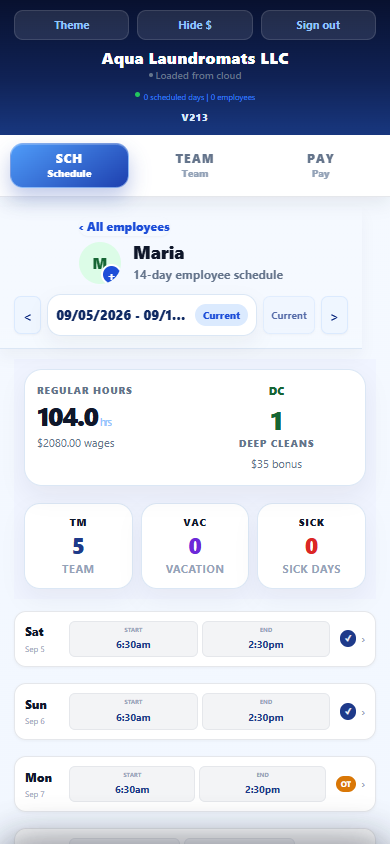 Theme Hide $ Sign out
Aqua Laundromats LLC
Loaded from cloud
0 scheduled days | 0 employees
V213
SCH TEAM PAY
Schedule Team Pay
‹ All employees
M
+
Maria
14-day employee schedule
< 09/05/2026 - 09/1... Current Current >
REGULAR HOURS
104.0 hrs
$2080.00 wages
DC
1
DEEP CLEANS
$35 bonus
TM
5
TEAM
VAC
0
VACATION
SICK
0
SICK DAYS
Sat
Sep 5
START
6:30am
END
2:30pm
✓ ›
Sun
Sep 6
START
6:30am
END
2:30pm
✓ ›
Mon
Sep 7
START
6:30am
END
2:30pm
OT ›